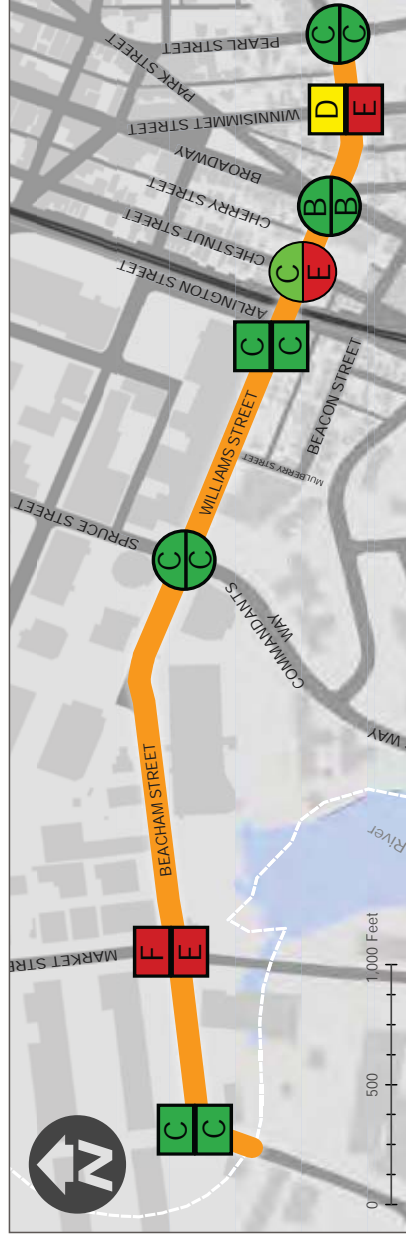 N
0
500
1,000 Feet
C
C
F
E
MARKET STRE
BEACHAM STREET
C
C
SPRUCE STREET
COMMANDANTS
WAY
WAY
River
WILLIAMS STREET
MULBERRY STREET
BEACON STREET
C
C
ARLINGTON STREET
C
E
CHESTNUT STREET
CHERRY STREET
B
B
BROADWAY
PARK STREET
D
E
WINNISIMMET STREET
C
C
PEARL STREET